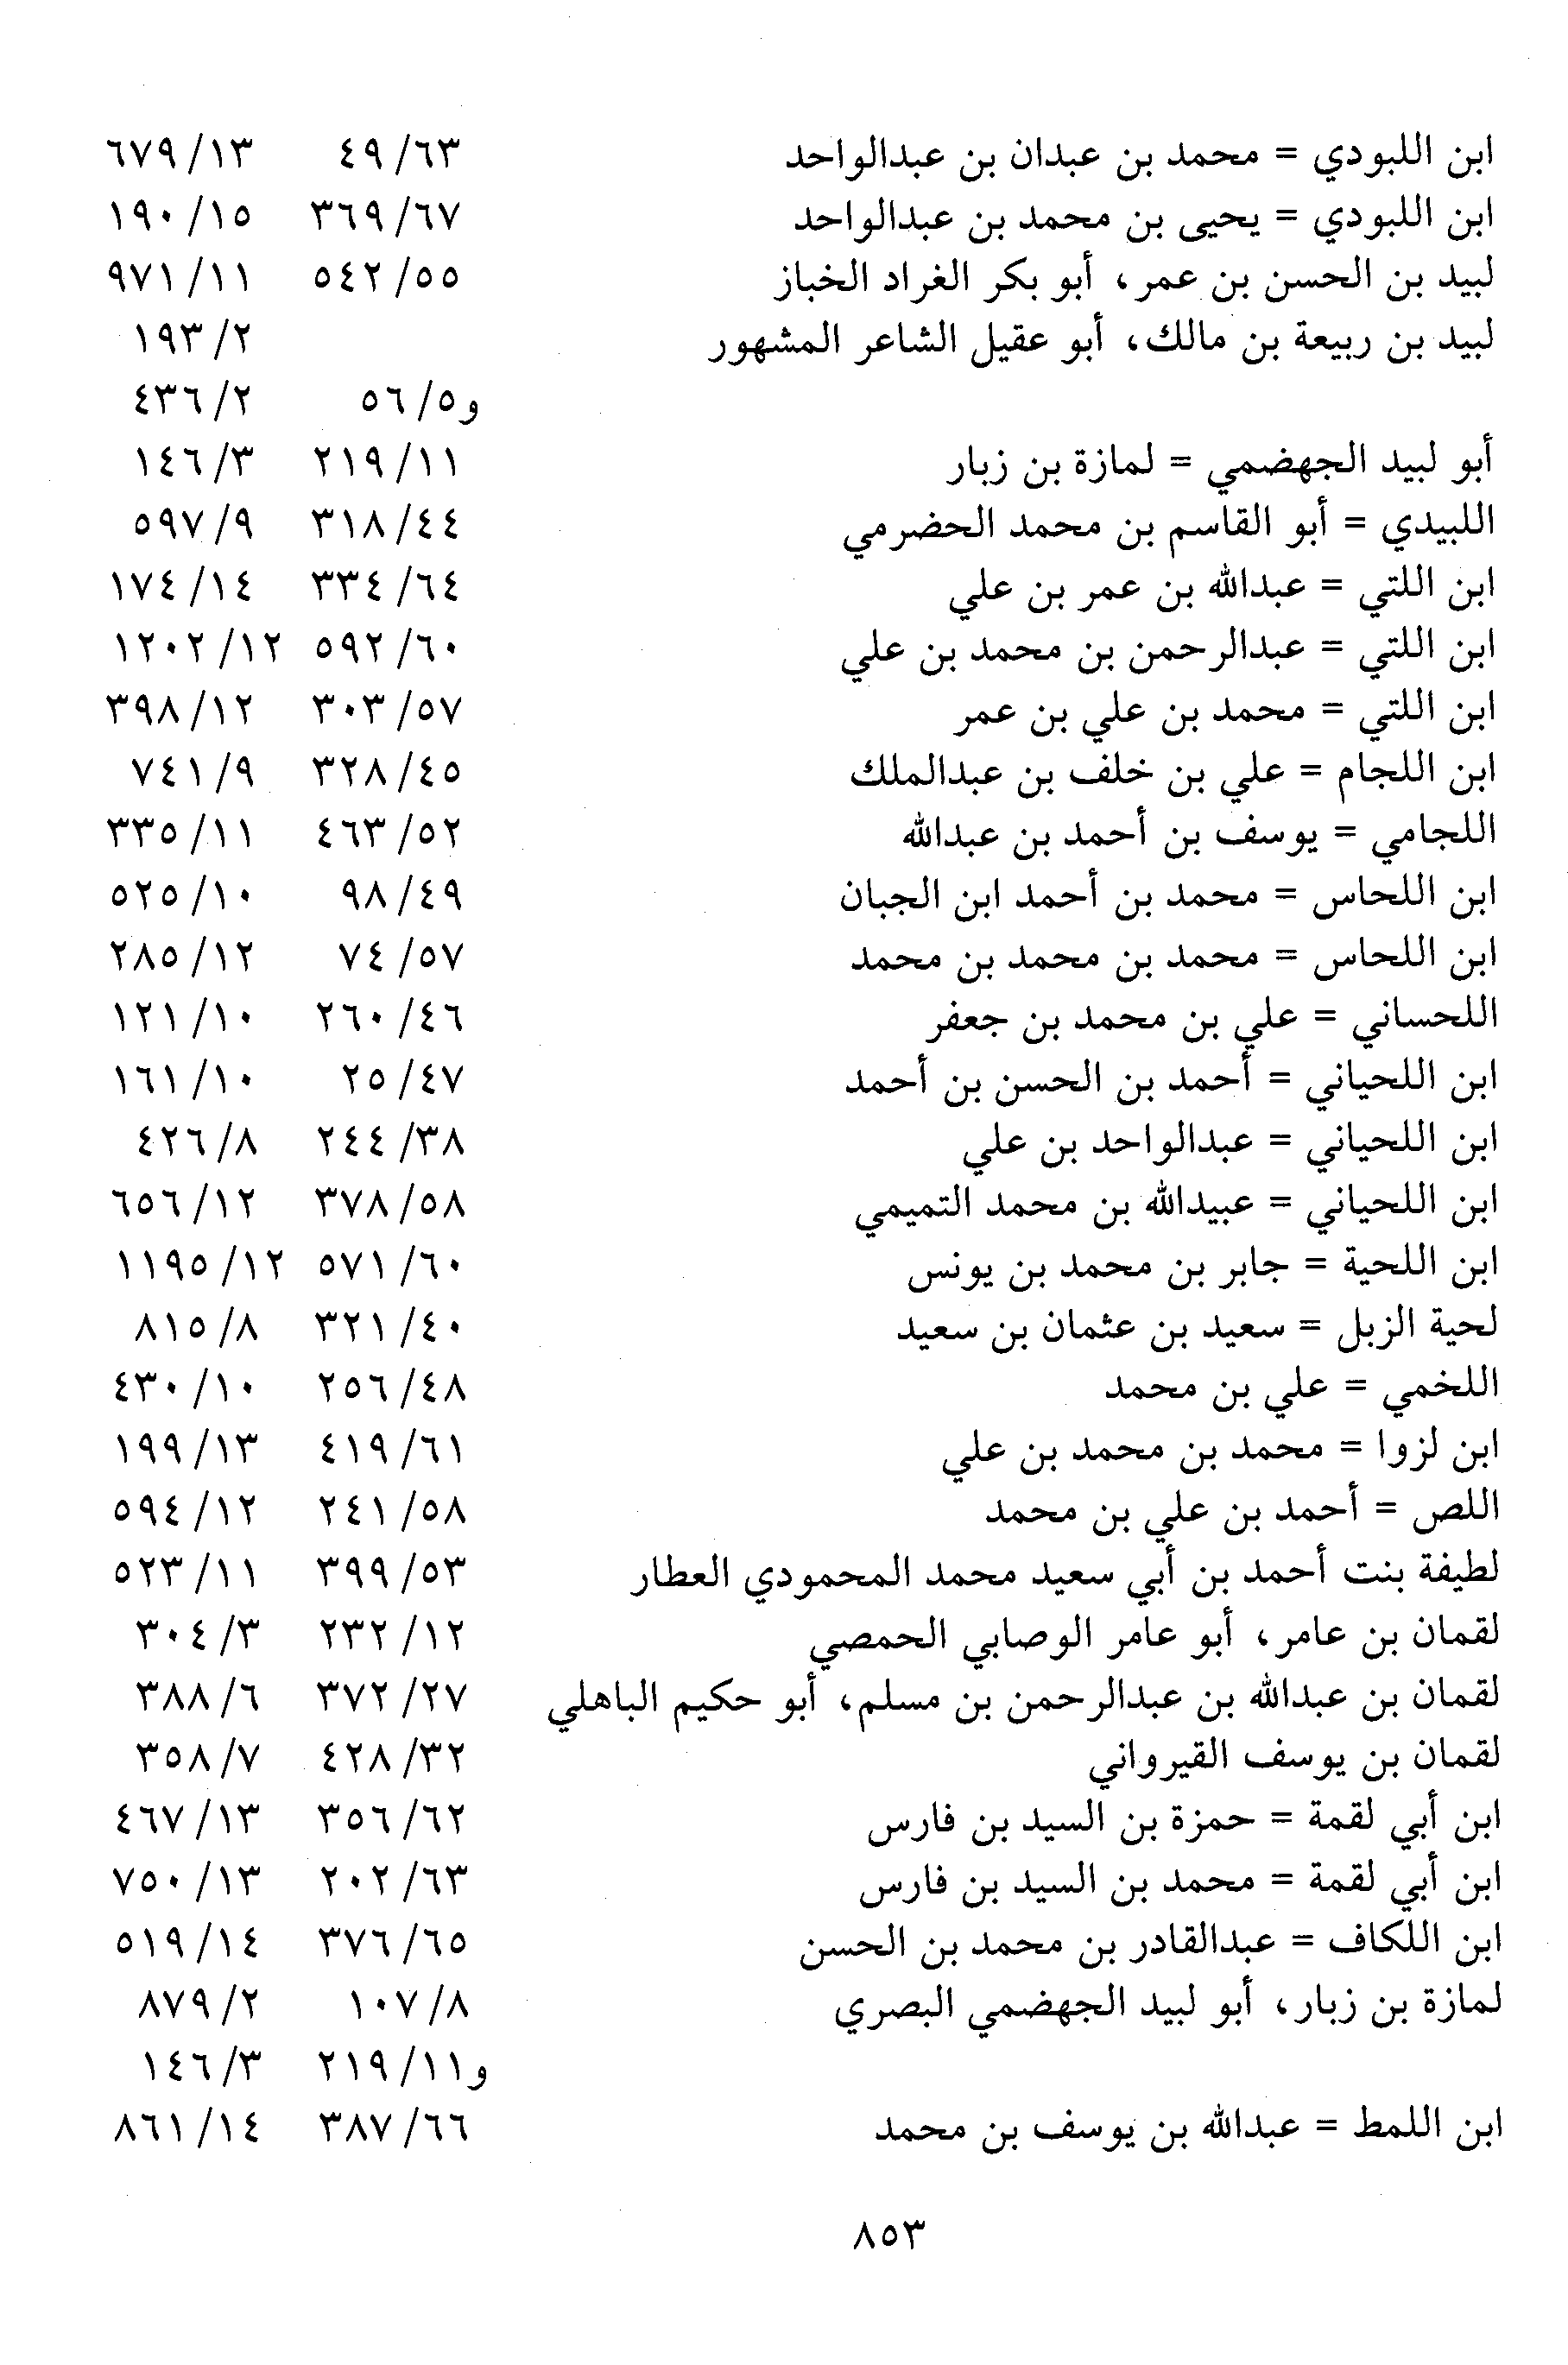 ابن اللبودي = محمد بن عبدان بن عبدالواحد ٤٩/٦٣ ٦٧٩/١٣
ابن اللبودي = يحيى بن محمد بن عبدالواحد ٣٦٩/٦٧ ١٩٠/١٥
لبيد بن الحسن بن عمر، أبو بكر الغراد الخباز ٥٤٢/٥٥ ٩٧١/١١
لبيد بن ربيعة بن مالك، أبو عقيل الشاعر المشهور ١٩٣/٢
و٥٦/٥ ٤٣٦/٢
أبو لبيد الجهضمي = لمازة بن زبار ٢١٩/١١ ١٤٦/٣
اللبيدي = أبو القاسم بن محمد الحضرمي ٣١٨/٤٤ ٥٩٧/٩
ابن اللتي = عبدالله بن عمر بن علي ٣٣٤/٦٤ ١٧٤/١٤
ابن اللتي = عبدالرحمن بن محمد بن علي ٥٩٢/٦٠ ١٢٠٢/١٢
ابن اللتي = محمد بن علي بن عمر ٣٠٣/٥٧ ٣٩٨/١٢
ابن اللجام = علي بن خلف بن عبدالملك ٣٢٨/٤٥ ٧٤١/٩
اللجامي = يوسف بن أحمد بن عبدالله ٤٦٣/٥٢ ٣٣٥/١١
ابن اللحاس = محمد بن أحمد ابن الجبان ٩٨/٤٩ ٥٢٥/١٠
ابن اللحاس = محمد بن محمد بن محمد ٧٤/٥٧ ٢٨٥/١٢
اللحساني = علي بن محمد بن جعفر ٢٦٠/٤٦ ١٢١/١٠
ابن اللحياني = أحمد بن الحسن بن أحمد ٢٥/٤٧ ١٦١/١٠
ابن اللحياني = عبدالواحد بن علي ٢٤٤/٣٨ ٤٢٦/٨
ابن اللحياني = عبيدالله بن محمد التميمي ٣٧٨/٥٨ ٦٥٦/١٢
ابن اللحية = جابر بن محمد بن يونس ٥٧١/٦٠ ١١٩٥/١٢
لحية الزبل = سعيد بن عثمان بن سعيد ٣٢١/٤٠ ٨١٥/٨
اللخمي = علي بن محمد ٢٥٦/٤٨ ٤٣٠/١٠
ابن لزوا = محمد بن محمد بن علي ٤١٩/٦١ ١٩٩/١٣
اللص = أحمد بن علي بن محمد ٢٤١/٥٨ ٥٩٤/١٢
لطيفة بنت أحمد بن أبي سعيد محمد المحمودي العطار ٣٩٩/٥٣ ٥٢٣/١١
لقمان بن عامر، أبو عامر الوصابي الحمصي ٢٣٢/١٢ ٣٠٤/٣
لقمان بن عبدالله بن عبدالرحمن بن مسلم، أبو حكيم الباهلي ٣٧٢/٢٧ ٣٨٨/٦
لقمان بن يوسف القيرواني ٤٢٨/٣٢ ٣٥٨/٧
ابن أبي لقمة = حمزة بن السيد بن فارس ٣٥٦/٦٢ ٤٦٧/١٣
ابن أبي لقمة = محمد بن السيد بن فارس ٢٠٢/٦٣ ٧٥٠/١٣
ابن اللكاف = عبدالقادر بن محمد بن الحسن ٣٧٦/٦٥ ٥١٩/١٤
لمازة بن زبار، أبو لبيد الجهضمي البصري ١٠٧/٨ ٨٧٩/٢
و٢١٩/١١ ١٤٦/٣
ابن اللمط = عبدالله بن يوسف بن محمد ٣٨٧/٦٦ ٨٦١/١٤
٨٥٣